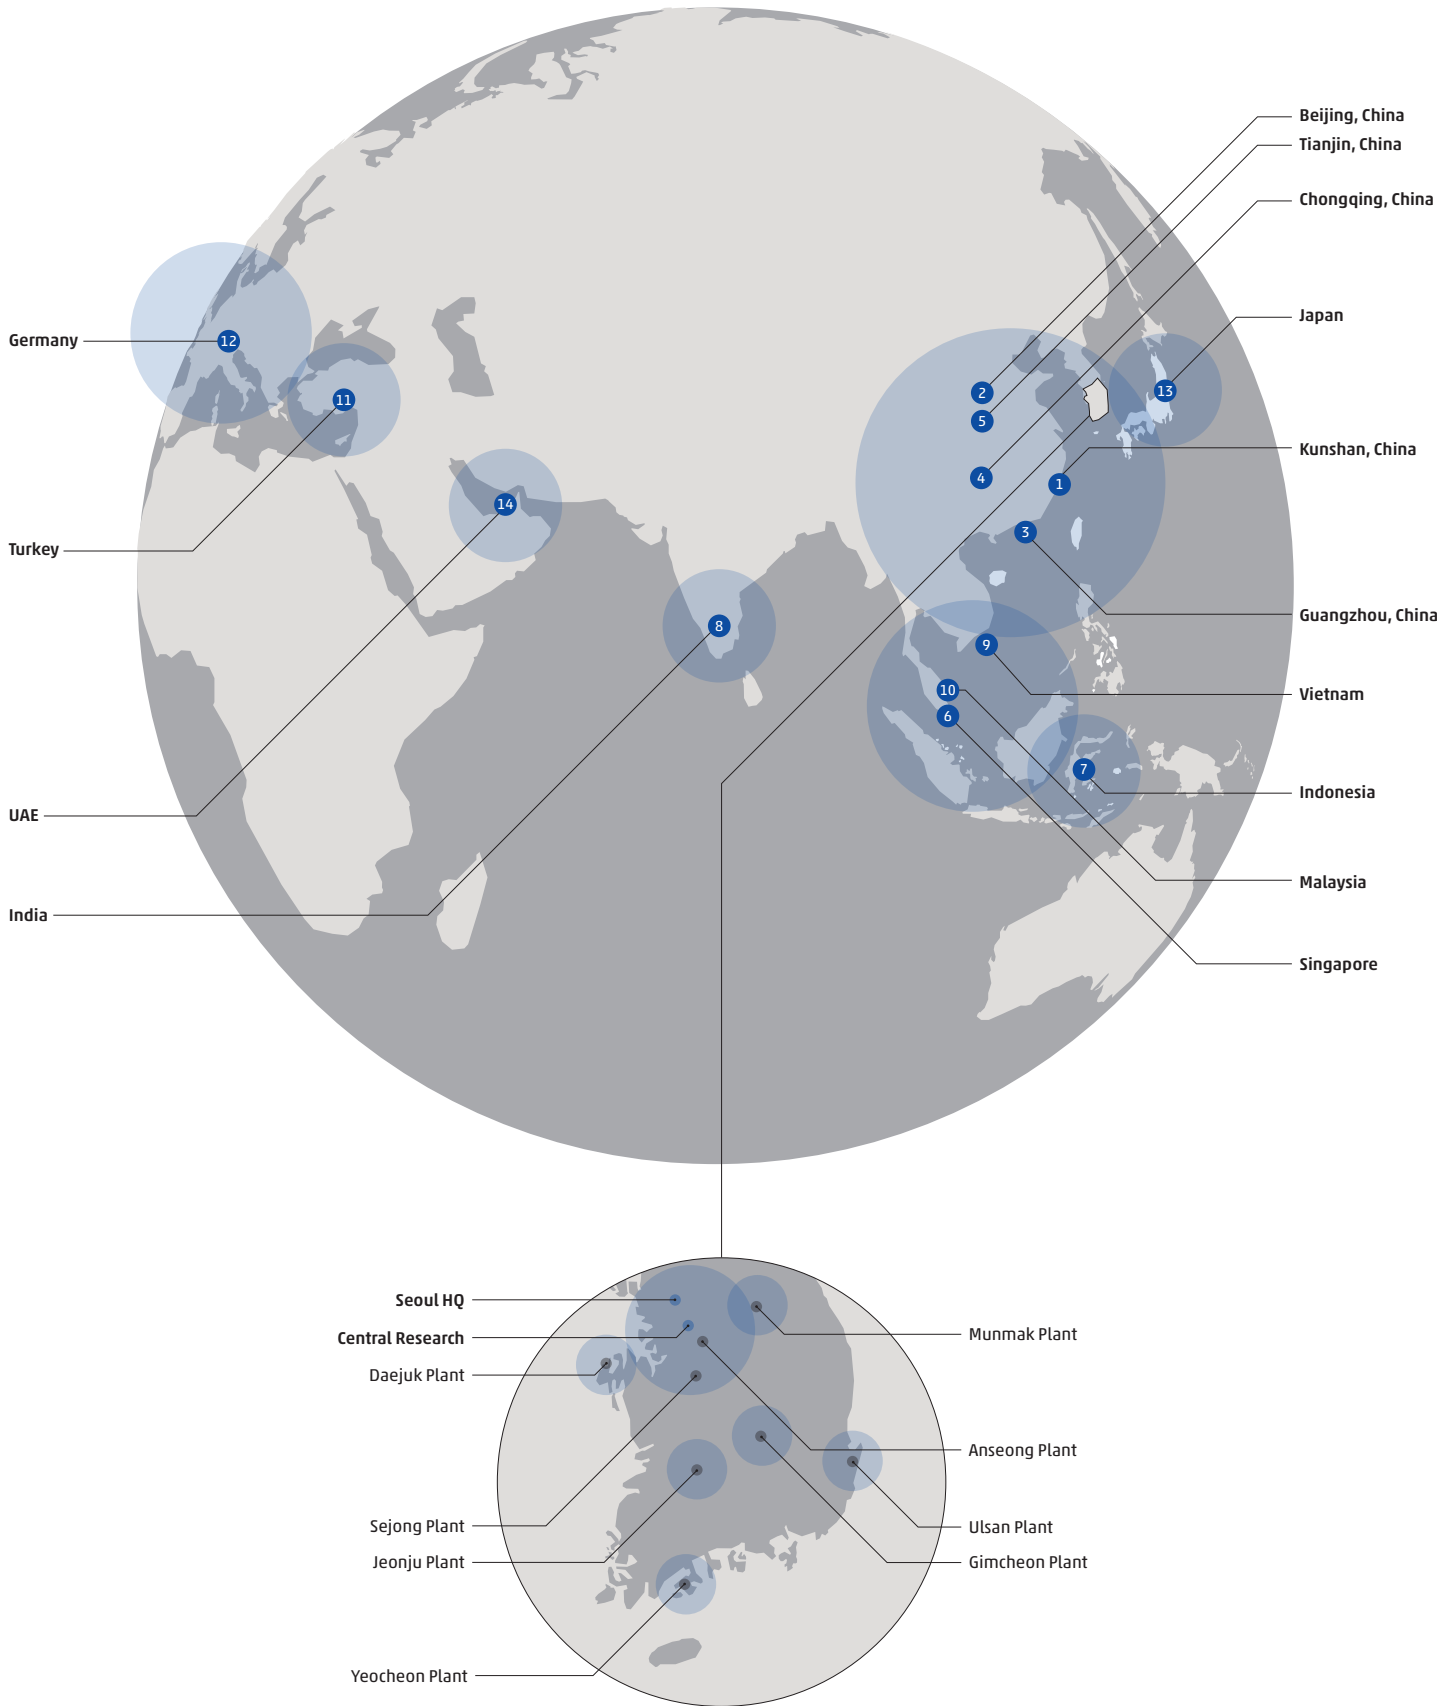 Beijing, China
Tianjin, China
Chongqing, China
Japan
Germany
12
11
2
13
5
Kunshan, China
4
1
14
3
Turkey
Guangzhou, China
8
9
Vietnam
10
6
7
Indonesia
UAE
Malaysia
India
Singapore
Seoul HQ
Central Research
Munmak Plant
Daejuk Plant
Anseong Plant
Sejong Plant
Ulsan Plant
Jeonju Plant
Gimcheon Plant
Yeocheon Plant